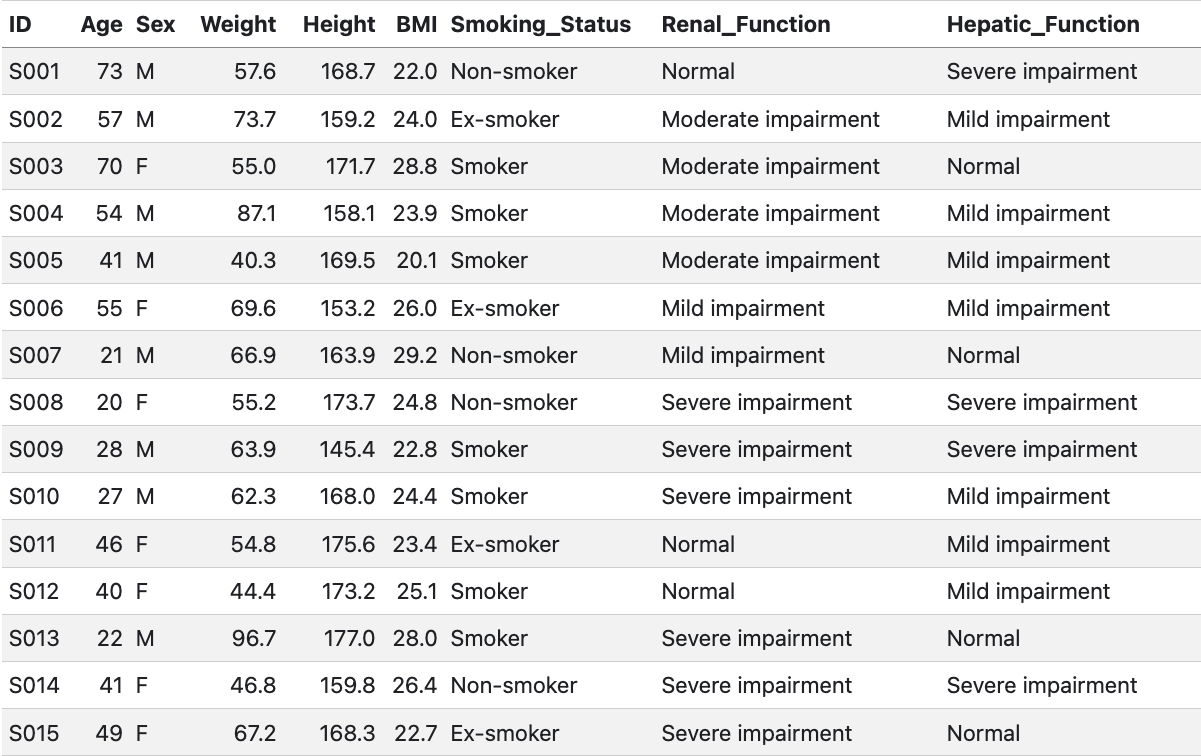 ID Age Sex Weight Height BMI Smoking_Status Renal_Function Hepatic_Function
S001 73 M 57.6 168.7 22.0 Non-smoker Normal Severe impairment
S002 57 M 73.7 159.2 24.0 Ex-smoker Moderate impairment Mild impairment
S003 70 F 55.0 171.7 28.8 Smoker Moderate impairment Normal
S004 54 M 87.1 158.1 23.9 Smoker Moderate impairment Mild impairment
S005 41 M 40.3 169.5 20.1 Smoker Moderate impairment Mild impairment
S006 55 F 69.6 153.2 26.0 Ex-smoker Mild impairment Mild impairment
S007 21 M 66.9 163.9 29.2 Non-smoker Mild impairment Normal
S008 20 F 55.2 173.7 24.8 Non-smoker Severe impairment Severe impairment
S009 28 M 63.9 145.4 22.8 Smoker Severe impairment Severe impairment
S010 27 M 62.3 168.0 24.4 Smoker Severe impairment Mild impairment
S011 46 F 54.8 175.6 23.4 Ex-smoker Normal Mild impairment
S012 40 F 44.4 173.2 25.1 Smoker Normal Mild impairment
S013 22 M 96.7 177.0 28.0 Smoker Severe impairment Normal
S014 41 F 46.8 159.8 26.4 Non-smoker Severe impairment Severe impairment
S015 49 F 67.2 168.3 22.7 Ex-smoker Severe impairment Normal